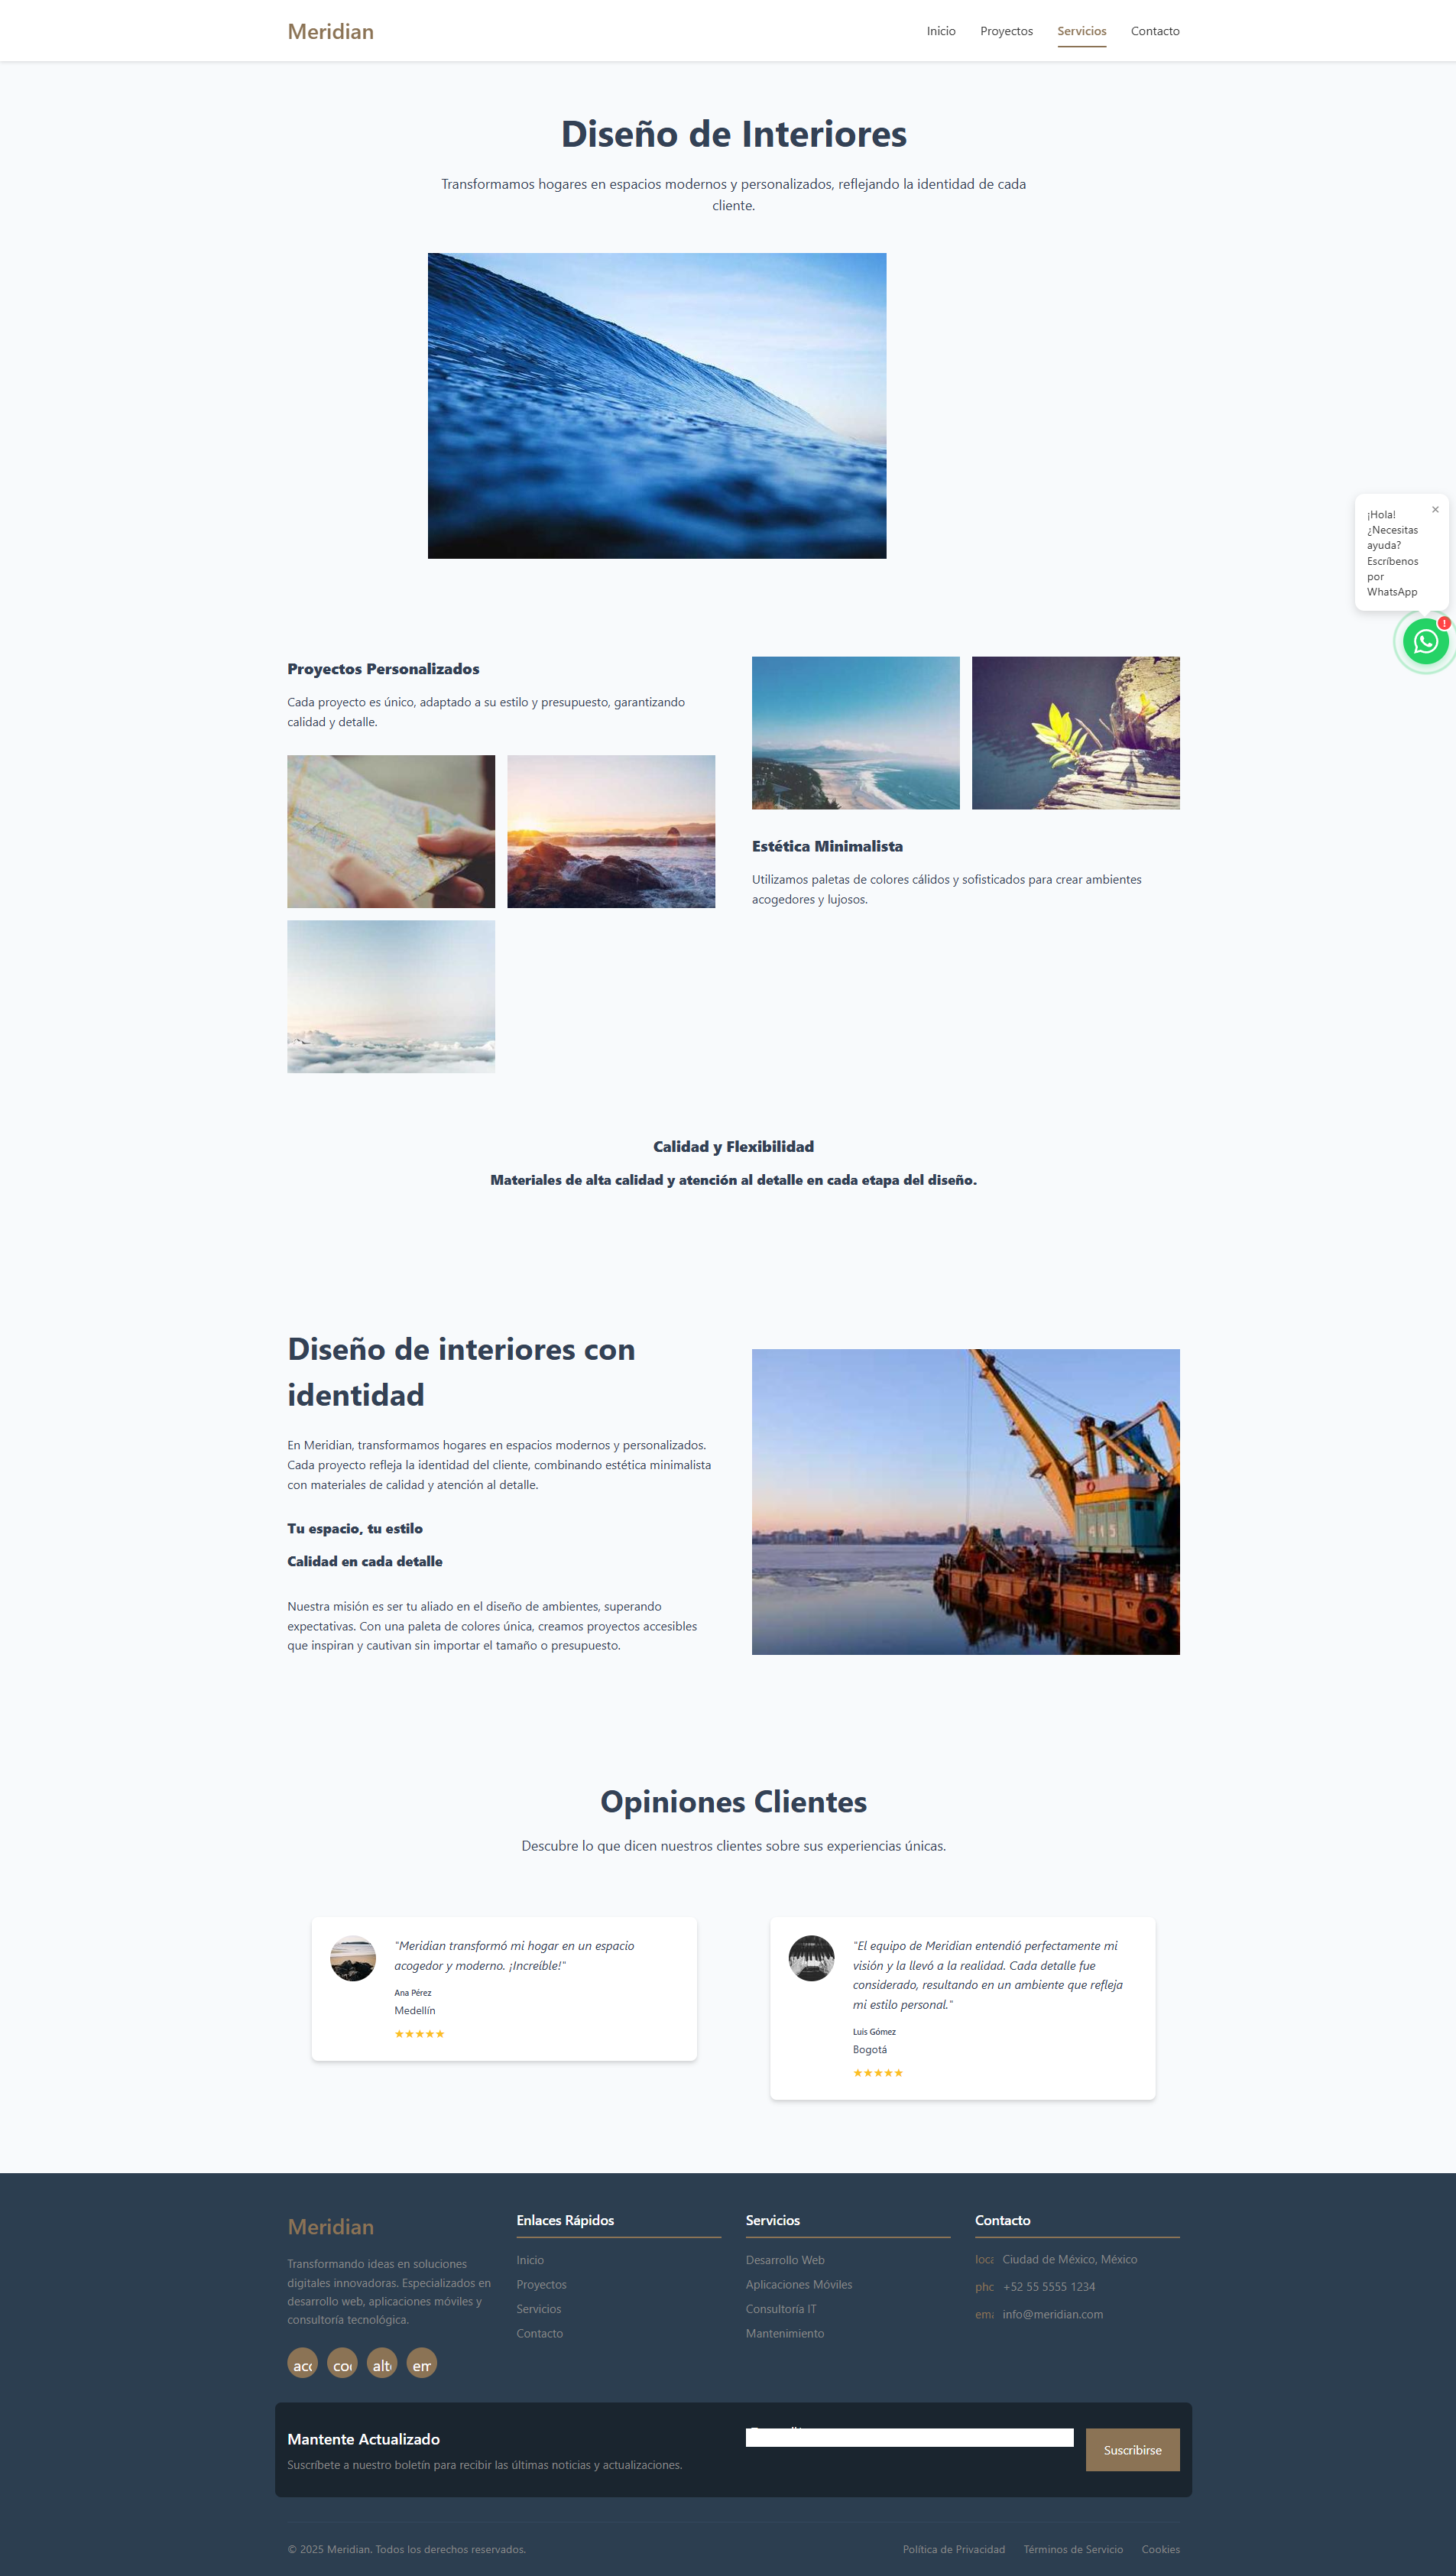 Meridian
Inicio
Proyectos
Servicios
Contacto
Diseño de Interiores
Transformamos hogares en espacios modernos y personalizados, reflejando la identidad de cada
cliente.
¡Hola!
¿Necesitas
ayuda?
Escríbenos
por
WhatsApp
×
!
Proyectos Personalizados
Cada proyecto es único, adaptado a su estilo y presupuesto, garantizando
calidad y detalle.
Estética Minimalista
Utilizamos paletas de colores cálidos y sofisticados para crear ambientes
acogedores y lujosos.
Calidad y Flexibilidad
Materiales de alta calidad y atención al detalle en cada etapa del diseño.
Diseño de interiores con
identidad
En Meridian, transformamos hogares en espacios modernos y personalizados.
Cada proyecto refleja la identidad del cliente, combinando estética minimalista
con materiales de calidad y atención al detalle.
Tu espacio, tu estilo
Calidad en cada detalle
Nuestra misión es ser tu aliado en el diseño de ambientes, superando
expectativas. Con una paleta de colores única, creamos proyectos accesibles
que inspiran y cautivan sin importar el tamaño o presupuesto.
Opiniones Clientes
Descubre lo que dicen nuestros clientes sobre sus experiencias únicas.
"Meridian transformó mi hogar en un espacio
acogedor y moderno. ¡Increíble!"
Ana Pérez
Medellín
★★★★★
"El equipo de Meridian entendió perfectamente mi
visión y la llevó a la realidad. Cada detalle fue
considerado, resultando en un ambiente que refleja
mi estilo personal."
Luis Gómez
Bogotá
★★★★★
Meridian
Transformando ideas en soluciones
digitales innovadoras. Especializados en
desarrollo web, aplicaciones móviles y
consultoría tecnológica.
Enlaces Rápidos
Inicio
Proyectos
Servicios
Contacto
Servicios
Desarrollo Web
Aplicaciones Móviles
Consultoría IT
Mantenimiento
Contacto
Ciudad de México, México
+52 55 5555 1234
info@meridian.com
Mantente Actualizado
Suscríbete a nuestro boletín para recibir las últimas noticias y actualizaciones.
Suscribirse
© 2025 Meridian. Todos los derechos reservados.
Política de Privacidad
Términos de Servicio
Cookies